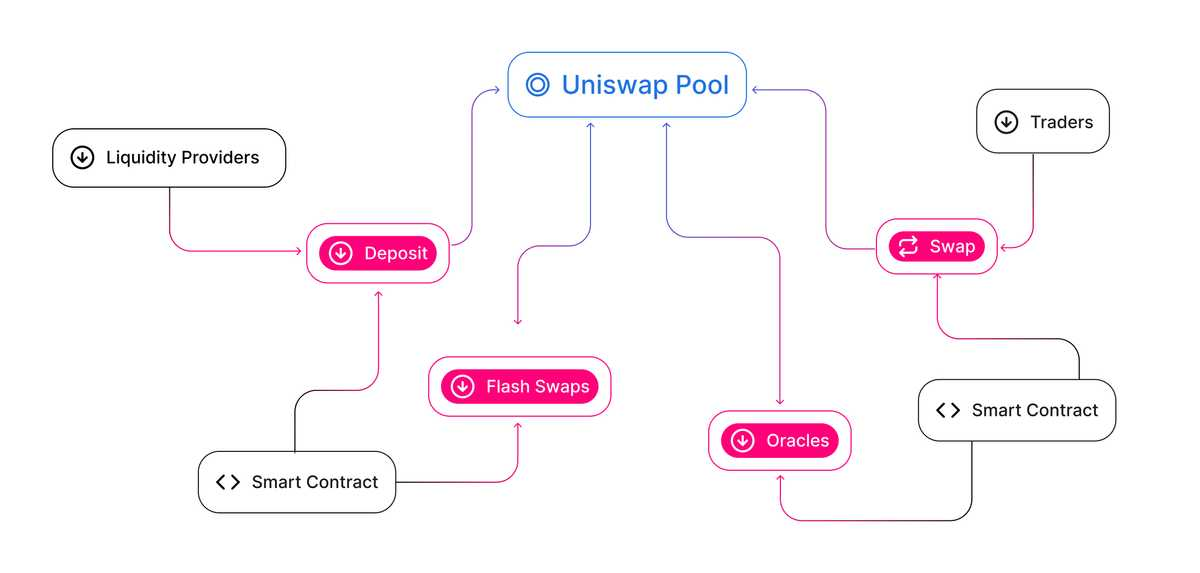 Uniswap Pool
Traders
Liquidity Providers
Deposit
Swap
Flash Swaps
Smart Contract
Oracles
Smart Contract